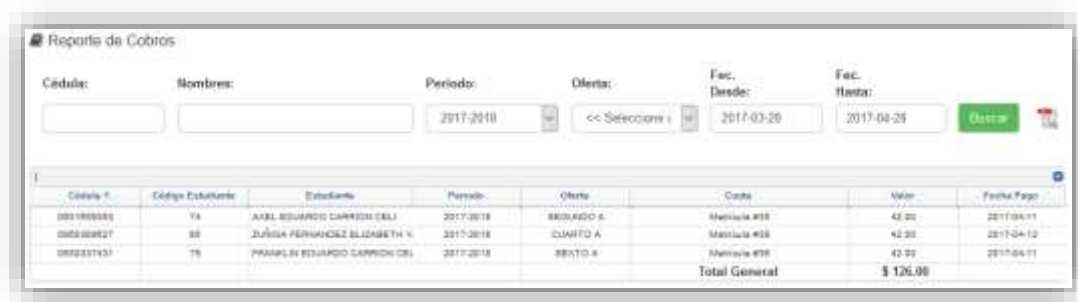 Reporte de Cobros
Cédula: Nombres: Periodo: Oferta: Fec. Desde: Fec. Hasta:
2017-2018 << Seleccione 2017-03-28 2017-04-28 Buscar
Cédula Código Estudiante Estudiante Periodo Oferta Cuota Valor Fecha Pago
74 AXEL EDUARDO CARRION CELI 2017-2018 SEGUNDO A Matricula 42.00 2017-04-11
ZUÑIGA FERNANDEZ ELIZABETH 2017-2018 CUARTO A Matricula 42.00 2017-04-12
FRANKLIN EDUARDO CARRION CEL 2017-2018 SEXTO A Matricula 42.00 2017-04-11
Total General $ 126.00